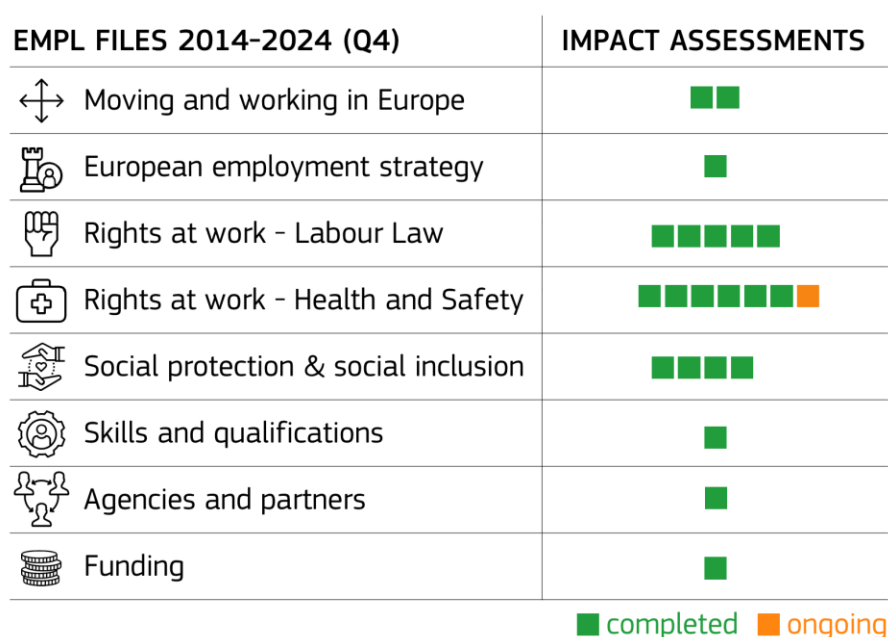 EMPL FILES 2014-2024 (Q4) IMPACT ASSESSMENTS
Moving and working in Europe
European employment strategy
Rights at work - Labour Law
Rights at work - Health and Safety
Social protection & social inclusion
Skills and qualifications
Agencies and partners
Funding
completed ongoing